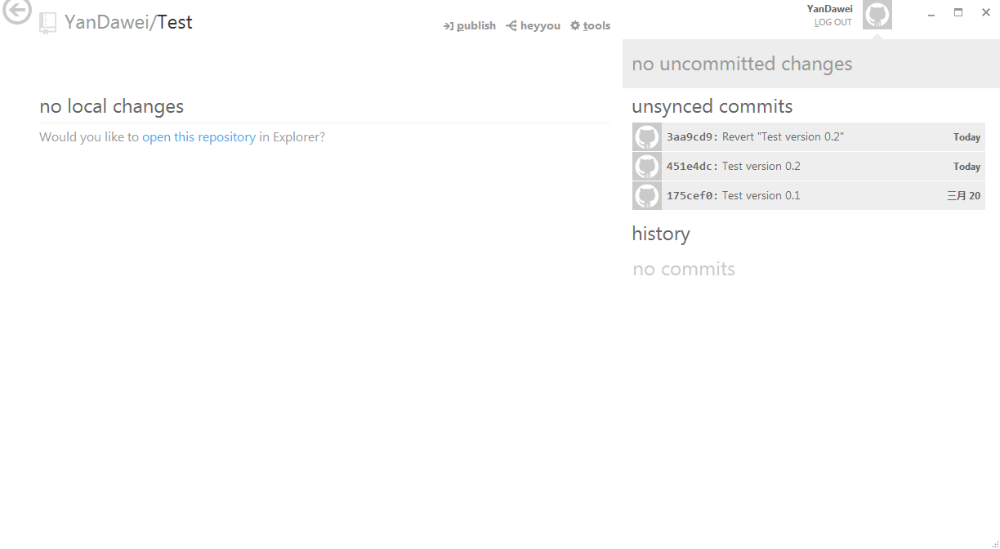 YanDawei/Test
publish heyyou tools
YanDawei
LOG OUT
no local changes
Would you like to open this repository in Explorer?
no uncommitted changes
unsynced commits
3aa9cd9: Revert "Test version 0.2" Today
451e4dc: Test version 0.2 Today
175cef0: Test version 0.1 三月 20
history
no commits